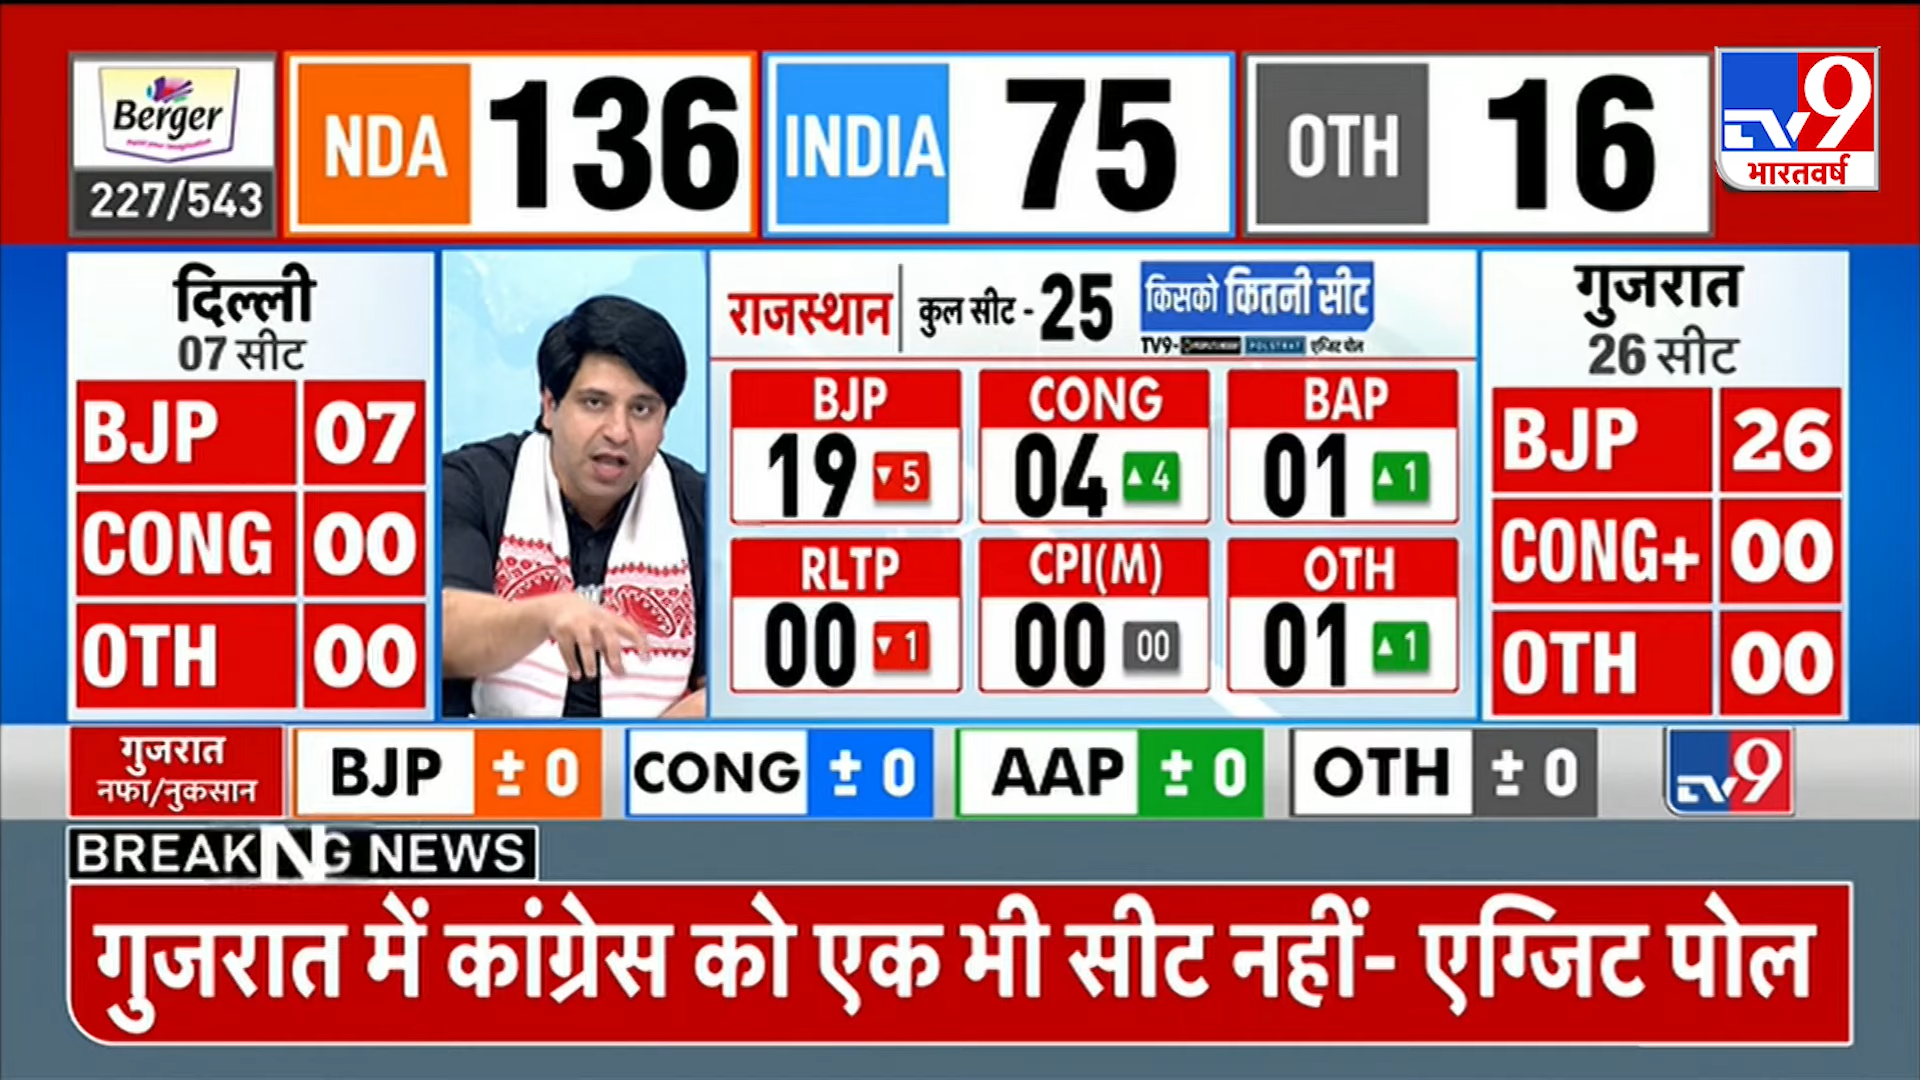 Berger
227/543
NDA 136
INDIA 75
OTH 16
TV9
भारतवर्ष
दिल्ली
07 सीट
BJP 07
CONG 00
OTH 00
राजस्थान
कुल सीट - 25
किसको कितनी सीट
TV9- POLSTRAT एग्जिट पोल
BJP
19 ▼ 5
CONG
04 ▲ 4
BAP
01 ▲ 1
RLTP
00 ▼ 1
CPI(M)
00 00
OTH
01 ▲ 1
गुजरात
26 सीट
BJP 26
CONG+ 00
OTH 00
गुजरात
नफा/नुकसान
BJP ± 0
CONG ± 0
AAP ± 0
OTH ± 0
TV9
BREAKNG NEWS
गुजरात में कांग्रेस को एक भी सीट नहीं- एग्जिट पोल